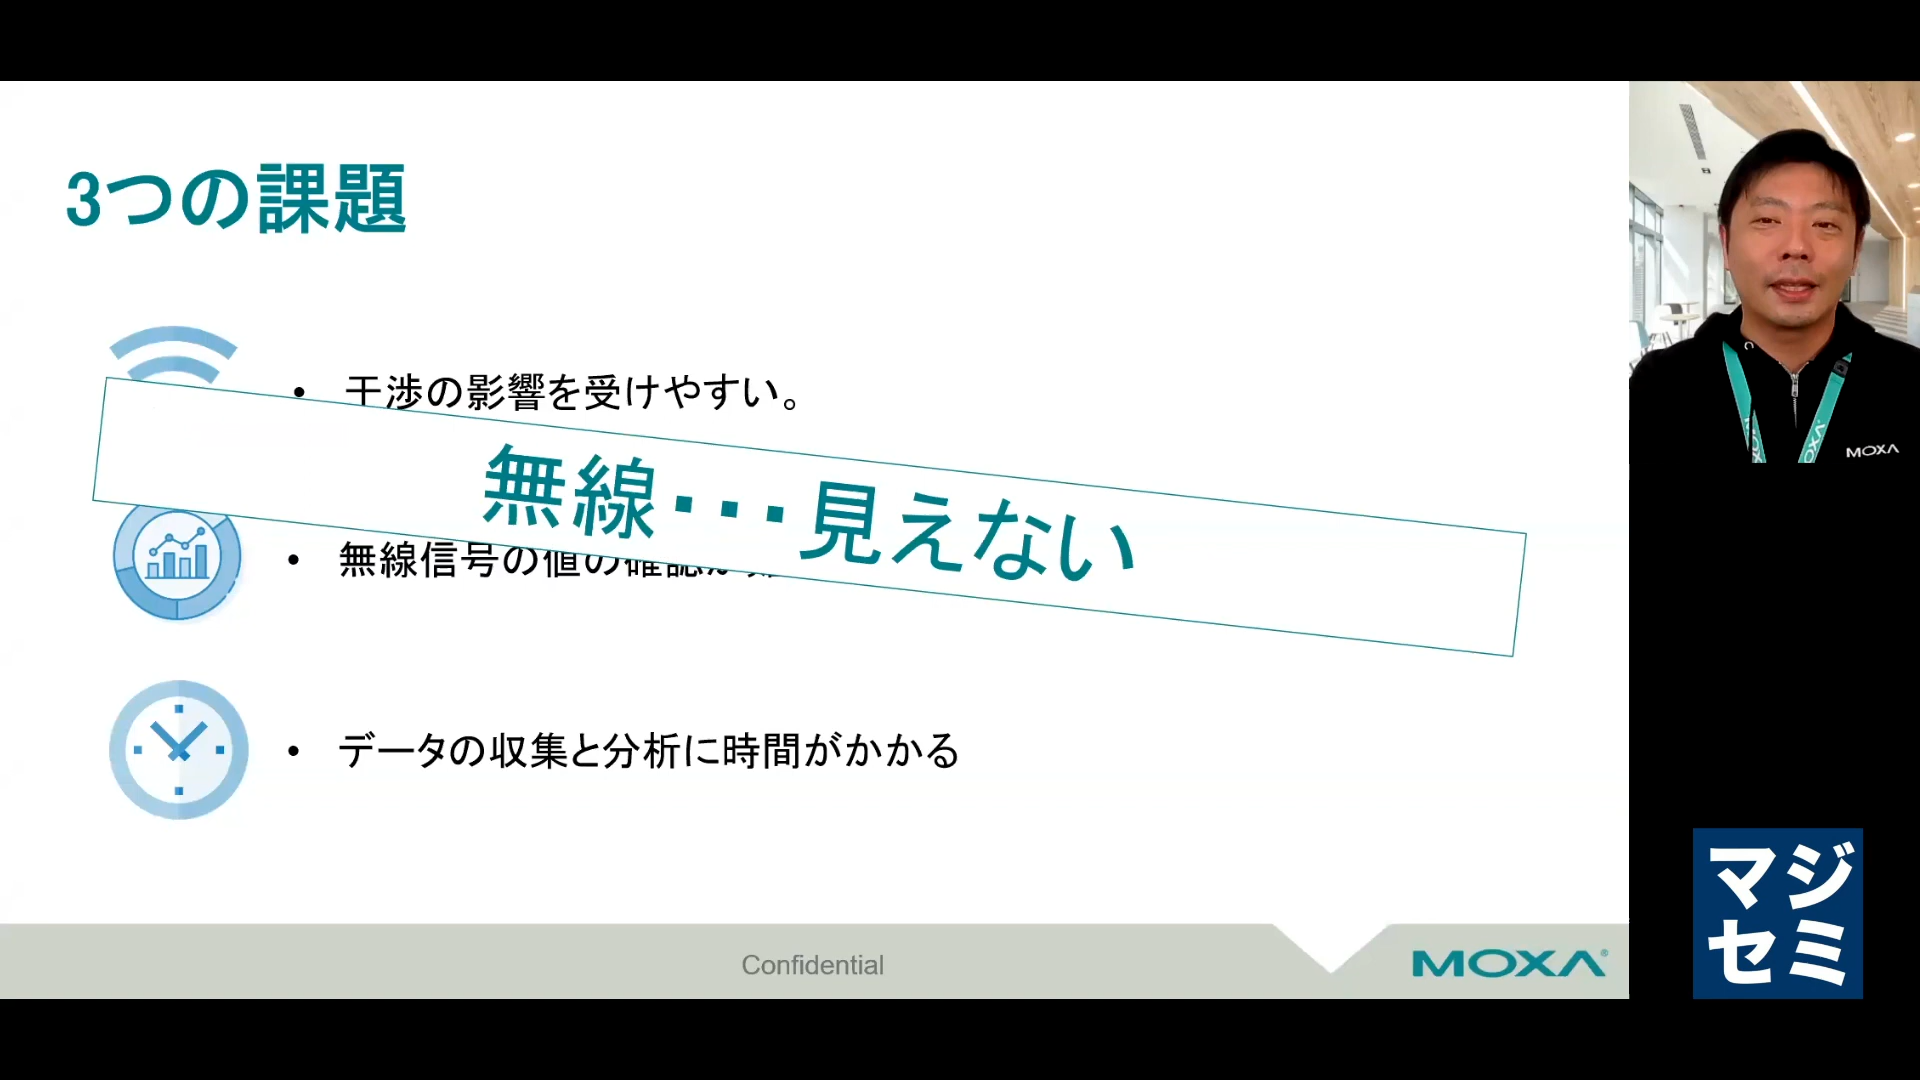 3つの課題
• 干渉の影響を受けやすい。
無線・・・見えない
• 無線信号の値の確認
• データの収集と分析に時間がかかる
Confidential
MOXA®
MOXA
MOXA
マジ
セミ